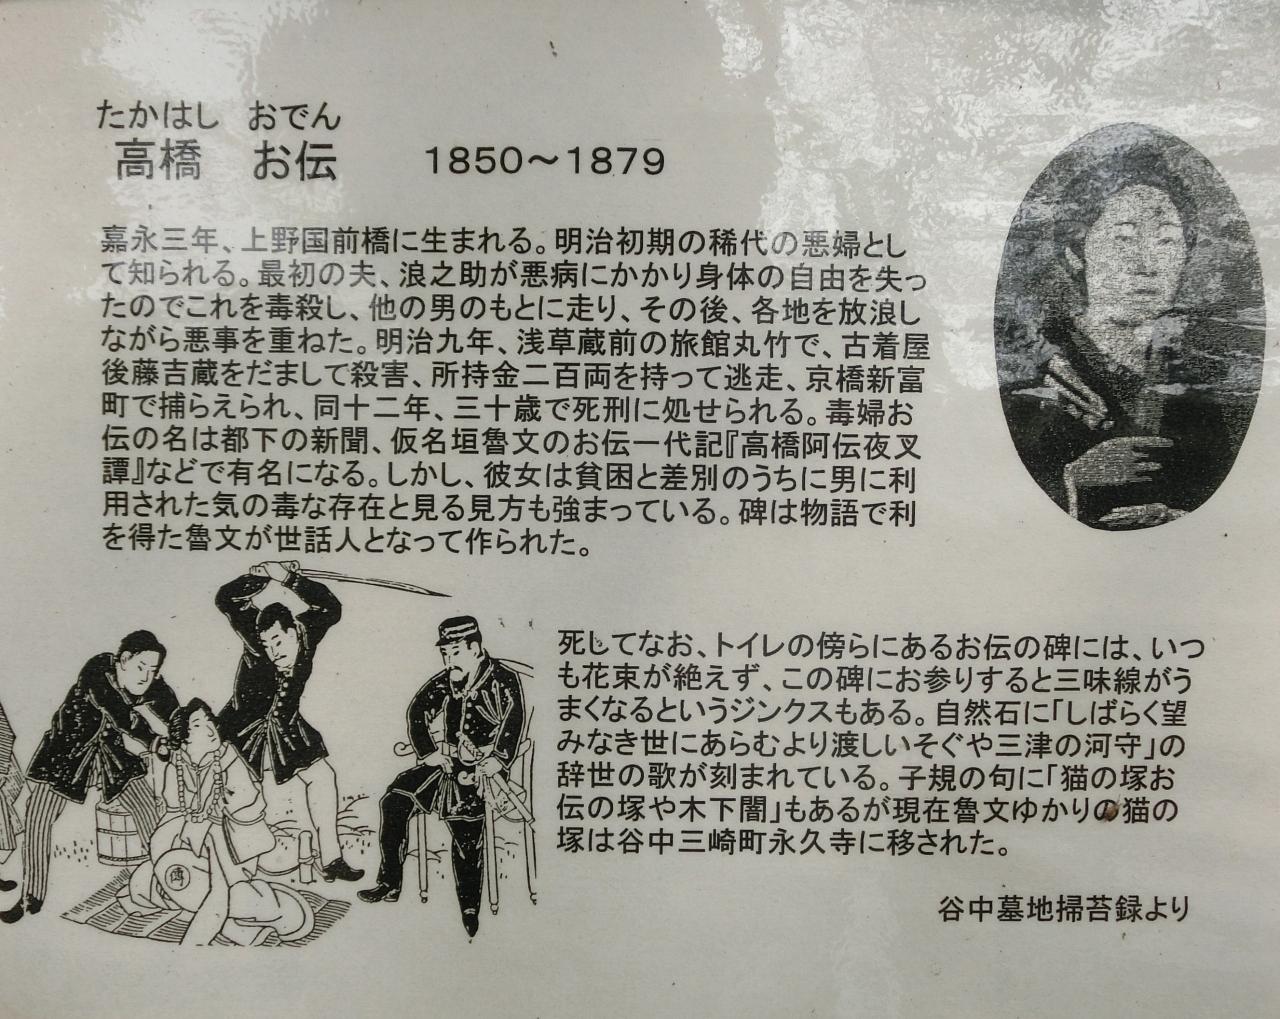 たかはし おでん
高橋 お伝 1850～1879
嘉永三年、上野国前橋に生まれる。明治初期の稀代の悪婦とし
て知られる。最初の夫、浪之助が悪病にかかり身体の自由を失っ
たのでこれを毒殺し、他の男のもとに走り、その後、各地を放浪し
ながら悪事を重ねた。明治九年、浅草蔵前の旅館丸竹で、古着屋
後藤吉蔵をだまして殺害、所持金二百両を持って逃走、京橋新富
町で捕らえられ、同十二年、三十歳で死刑に処せられる。毒婦お
伝の名は都下の新聞、仮名垣魯文のお伝一代記『高橋阿伝夜叉
譚』などで有名になる。しかし、彼女は貧困と差別のうちに男に利
用された気の毒な存在と見る見方も強まっている。碑は物語で利
を得た魯文が世話人となって作られた。
死してなお、トイレの傍らにあるお伝の碑には、いつ
も花束が絶えず、この碑にお参りすると三味線がう
まくなるというジンクスもある。自然石に「しばらく望
みなき世にあらむより渡しいそぐや三津の河守」の
辞世の歌が刻まれている。子規の句に「猫の塚お
伝の塚や木下闇」もあるが現在魯文ゆかりの猫の
塚は谷中三崎町永久寺に移された。
傳
谷中墓地掃苔録より